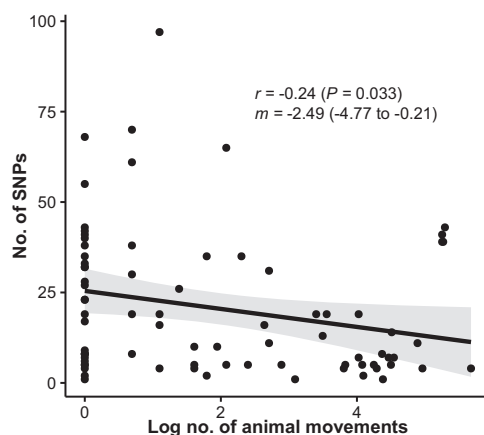 100
75
50
25
0
No. of SNPs
r = -0.24 (P = 0.033)
m = -2.49 (-4.77 to -0.21)
0 2 4
Log no. of animal movements